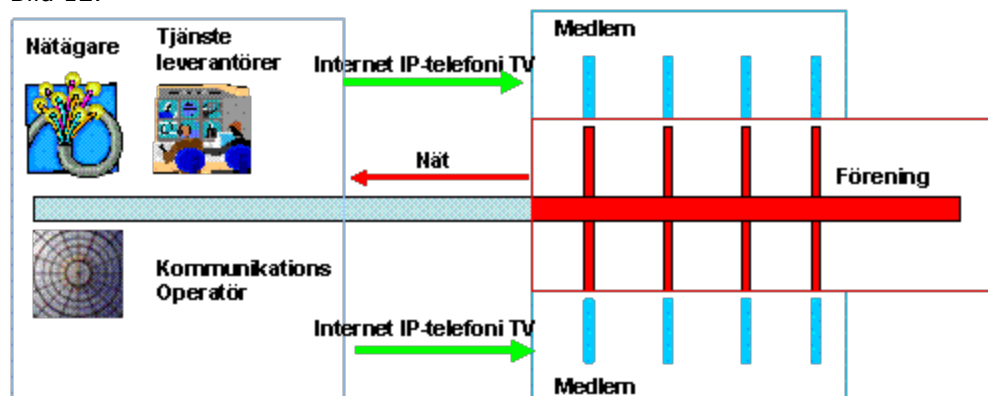 Medlem
Nätägare
Tjänste
leverantörer
Internet IP-telefoni TV
Nät
Förening
Kommunikations
Operatör
Internet IP-telefoni TV
Medlem